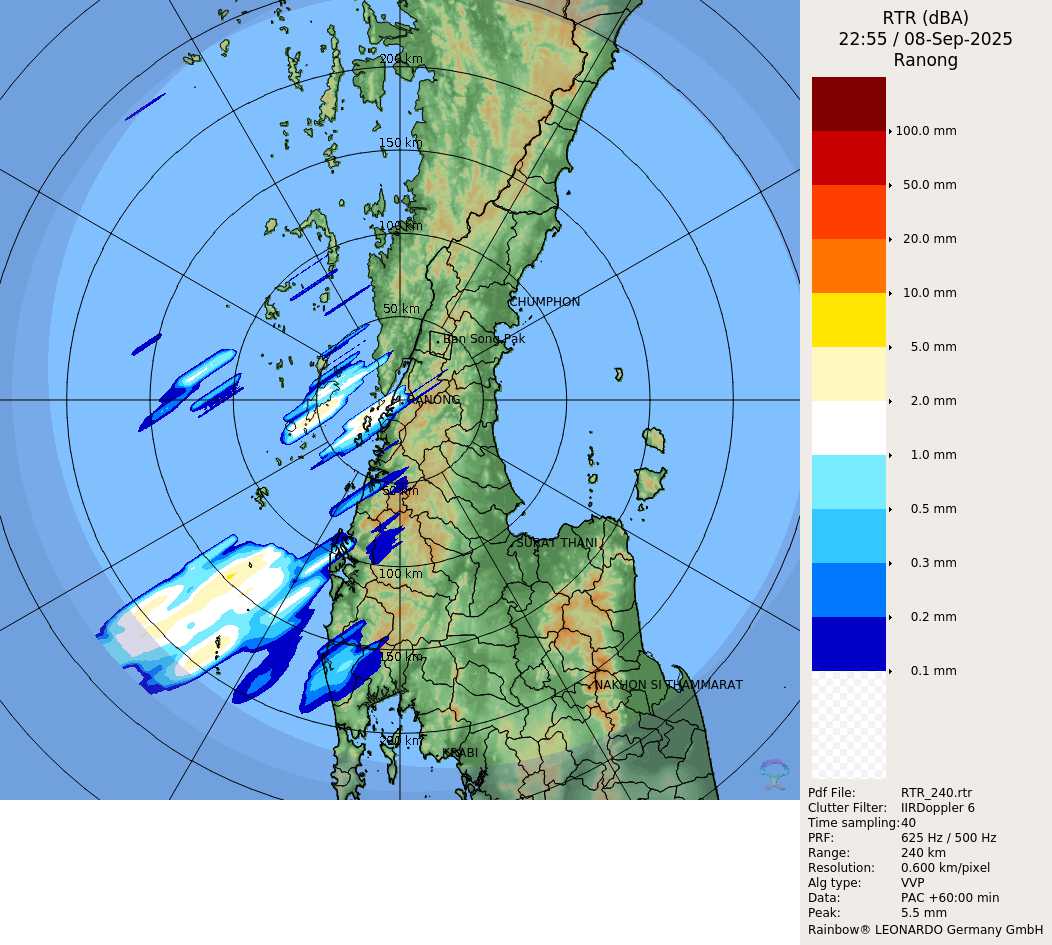 RTR (dBA)
22:55 / 08-Sep-2025
Ranong
200 km
150 km
100 km
50 km
CHUMPHON
Ban Song Pak
RANONG
50 km
SURAT THANI
100 km
150 km
NAKHON SI THAMMARAT
200 km
KRABI
100.0 mm
50.0 mm
20.0 mm
10.0 mm
5.0 mm
2.0 mm
1.0 mm
0.5 mm
0.3 mm
0.2 mm
0.1 mm
Pdf File: RTR_240.rtr
Clutter Filter: IIRDoppler 6
Time sampling:40
PRF: 625 Hz / 500 Hz
Range: 240 km
Resolution: 0.600 km/pixel
Alg type: VVP
Data: PAC +60:00 min
Peak: 5.5 mm
Rainbow® LEONARDO Germany GmbH